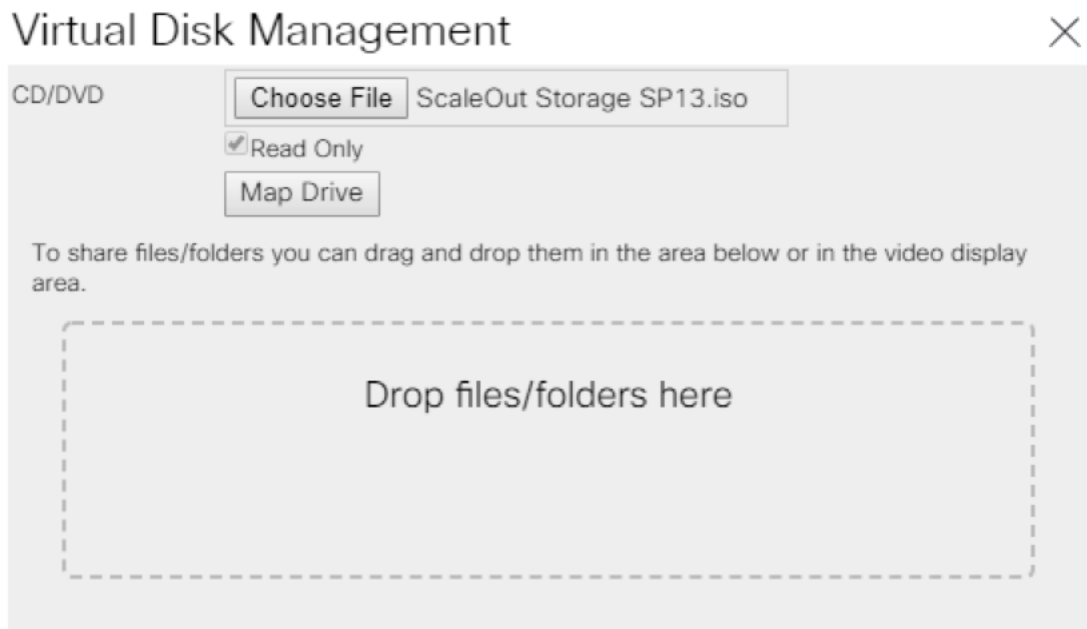 Virtual Disk Management
CD/DVD
Choose File ScaleOut Storage SP13.iso
Read Only
Map Drive
To share files/folders you can drag and drop them in the area below or in the video display
area.
Drop files/folders here